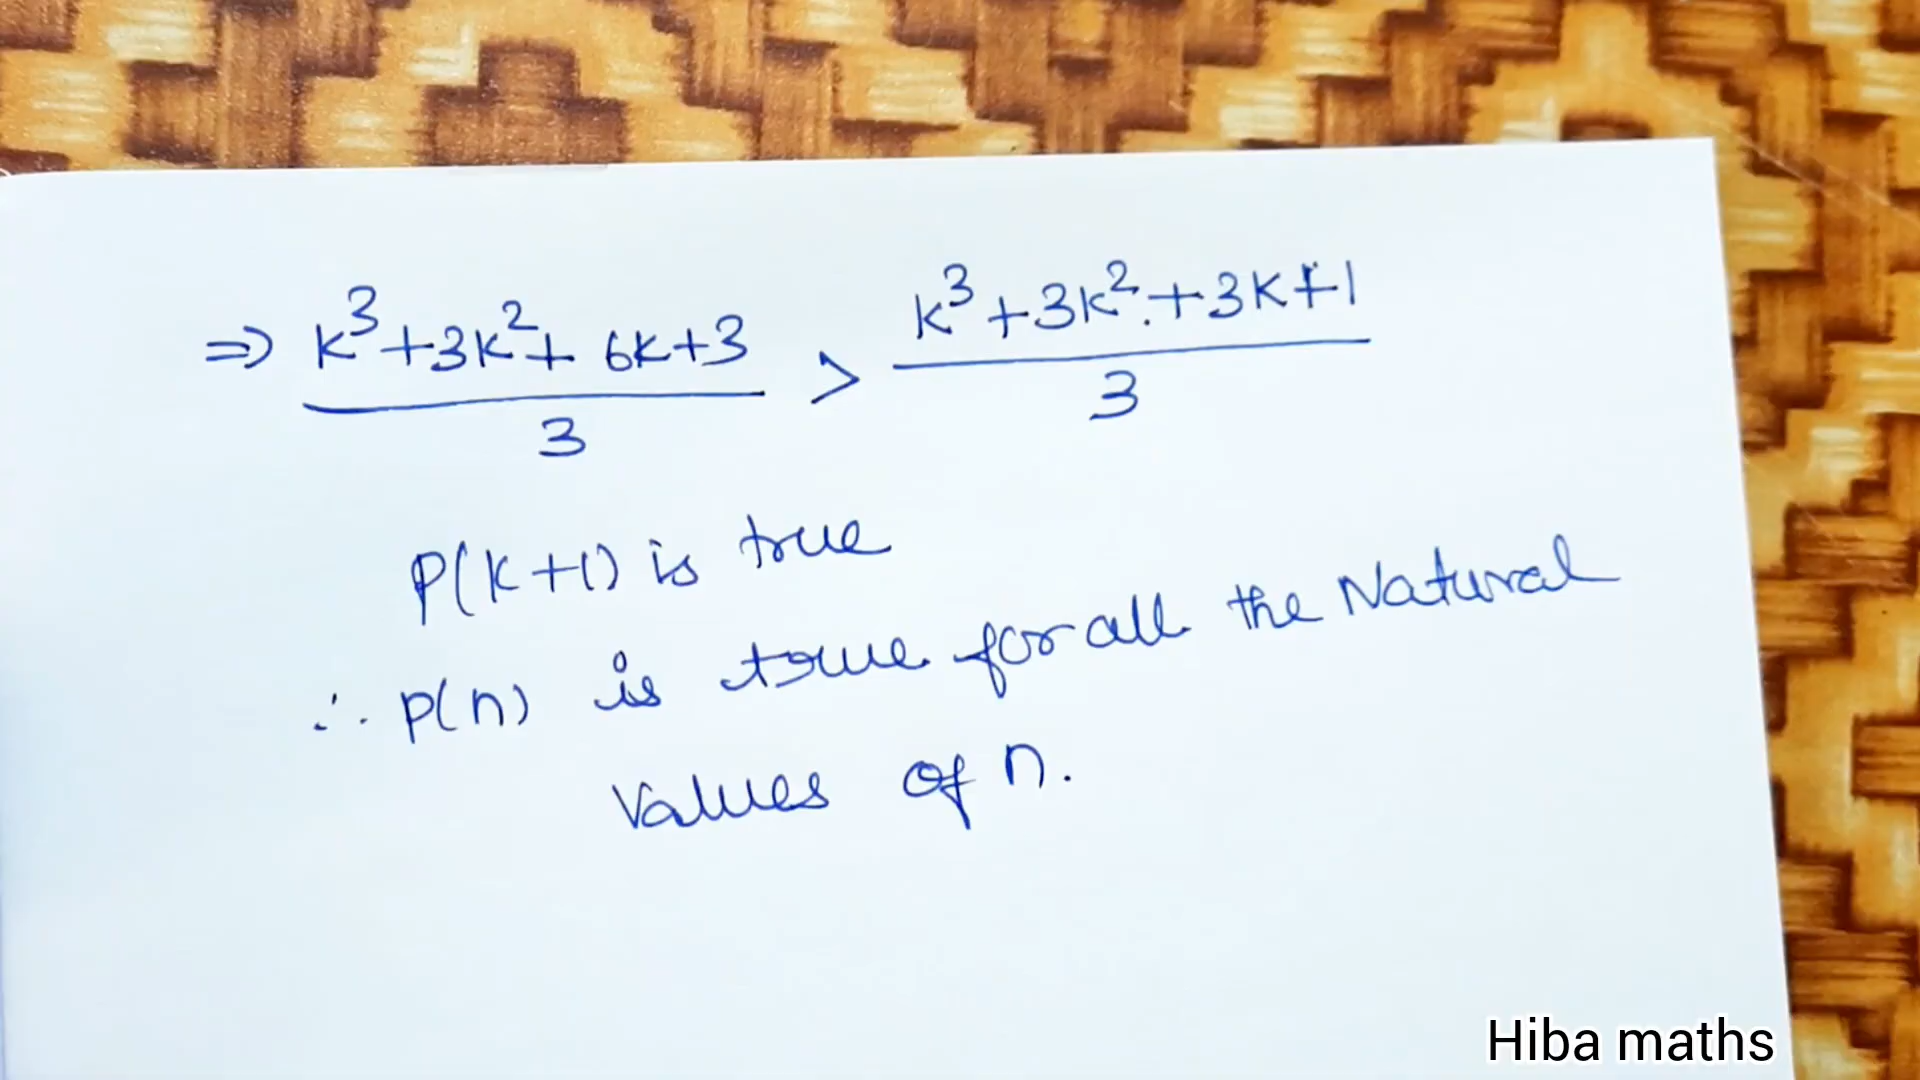 ⇒ k³+3k²+6k+3 / 3 > k³+3k²+3k+1 / 3
P(k+1) is true
∴ P(n) is true for all the Natural
Values of n.
Hiba maths